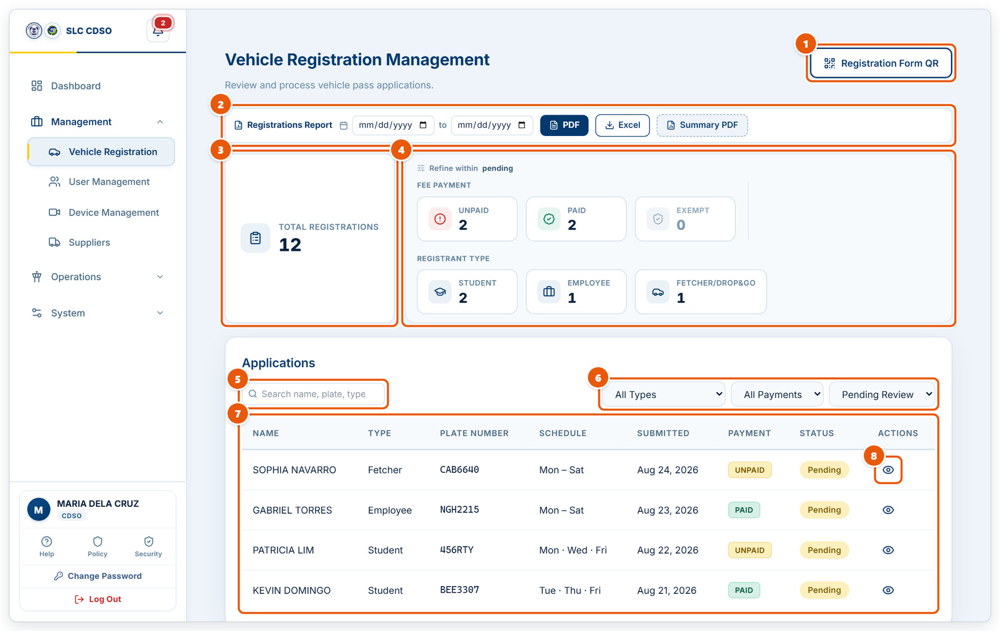 SLC CDSO
2
Dashboard
Management
Vehicle Registration
User Management
Device Management
Suppliers
Operations
System
M
MARIA DELA CRUZ
CDSO
Help Policy Security
Change Password
Log Out
Vehicle Registration Management
Review and process vehicle pass applications.
1
Registration Form QR
2
Registrations Report mm/dd/yyyy to mm/dd/yyyy PDF Excel Summary PDF
3
TOTAL REGISTRATIONS
12
4
Refine within pending
FEE PAYMENT
UNPAID
2
PAID
2
EXEMPT
0
REGISTRANT TYPE
STUDENT
2
EMPLOYEE
1
FETCHER/DROP&GO
1
Applications
5
Search name, plate, type
6
All Types All Payments Pending Review
7
NAME TYPE PLATE NUMBER SCHEDULE SUBMITTED PAYMENT STATUS ACTIONS
8
SOPHIA NAVARRO Fetcher CAB6640 Mon – Sat Aug 24, 2026 UNPAID Pending
GABRIEL TORRES Employee NGH2215 Mon – Sat Aug 23, 2026 PAID Pending
PATRICIA LIM Student 456RTY Mon · Wed · Fri Aug 22, 2026 UNPAID Pending
KEVIN DOMINGO Student BEE3307 Tue · Thu · Fri Aug 21, 2026 PAID Pending